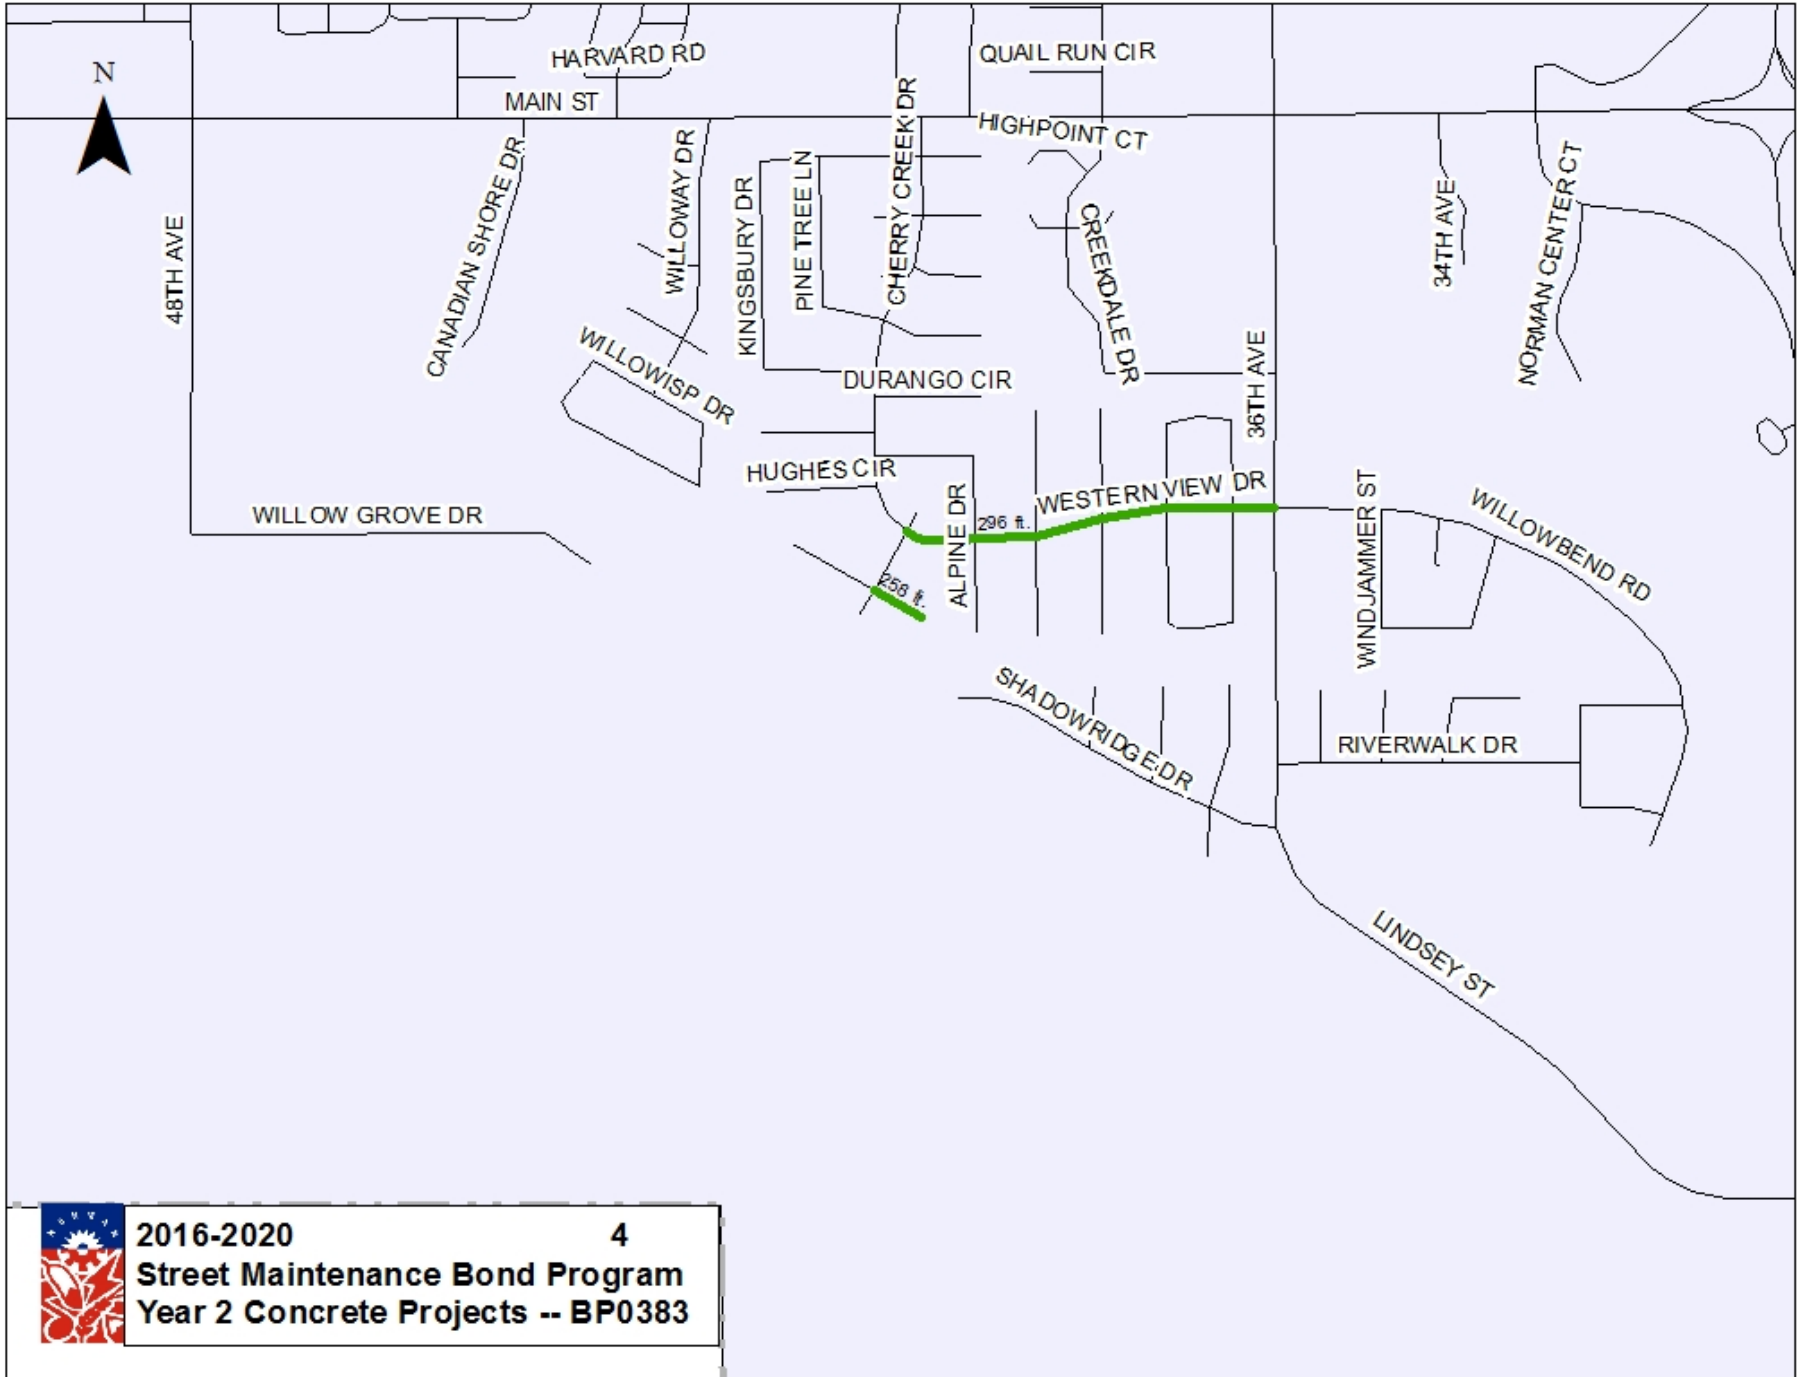 HARVARD RD
QUAIL RUN CIR
N
MAIN ST
HIGHPOINT CT
48TH AVE
CANADIAN SHORE DR
WILLOWAY DR
KINGSBURY DR
PINE TREE LN
CHERRY CREEK DR
CREEKDALE DR
34TH AVE
NORMAN CENTER CT
WILLOWISP DR
DURANGO CIR
36TH AVE
HUGHES CIR
WESTERN VIEW DR
WILLOW GROVE DR
ALPINE DR
296 ft.
258 ft.
WINDJAMMER ST
WILLOWBEND RD
SHADOWRIDGE DR
RIVERWALK DR
LINDSEY ST
NORMAN
2016-2020 4
Street Maintenance Bond Program
Year 2 Concrete Projects -- BP0383